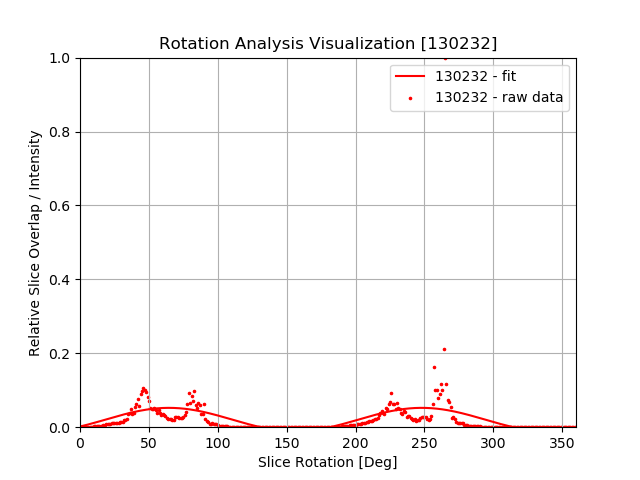 Rotation Analysis Visualization [130232]
130232 - fit
130232 - raw data
Relative Slice Overlap / Intensity
1.0
0.8
0.6
0.4
0.2
0.0
0 50 100 150 200 250 300 350
Slice Rotation [Deg]